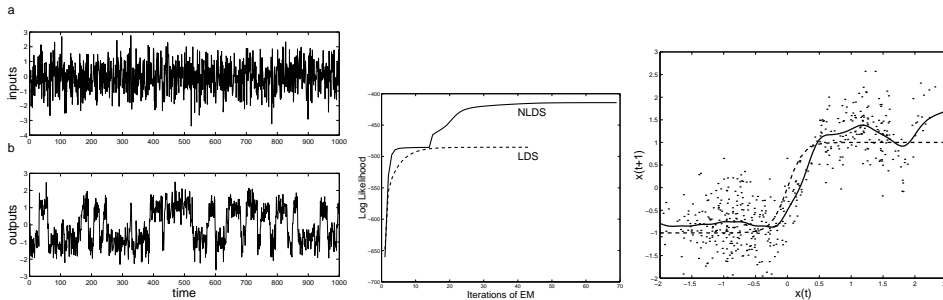 a
3
2
1
0
−1
−2
−3
−4
inputs
0 100 200 300 400 500 600 700 800 900 1000
b
3
2
1
0
−1
−2
−3
outputs
0 100 200 300 400 500 600 700 800 900 1000
time
−400
−450
−500
−550
−600
−650
−700
Log Likelihood
NLDS
LDS
0 10 20 30 40 50 60 70
Iterations of EM
3
2.5
2
1.5
1
0.5
0
−0.5
−1
−1.5
−2
x(t+1)
−2 −1.5 −1 −0.5 0 0.5 1 1.5 2 2.5
x(t)